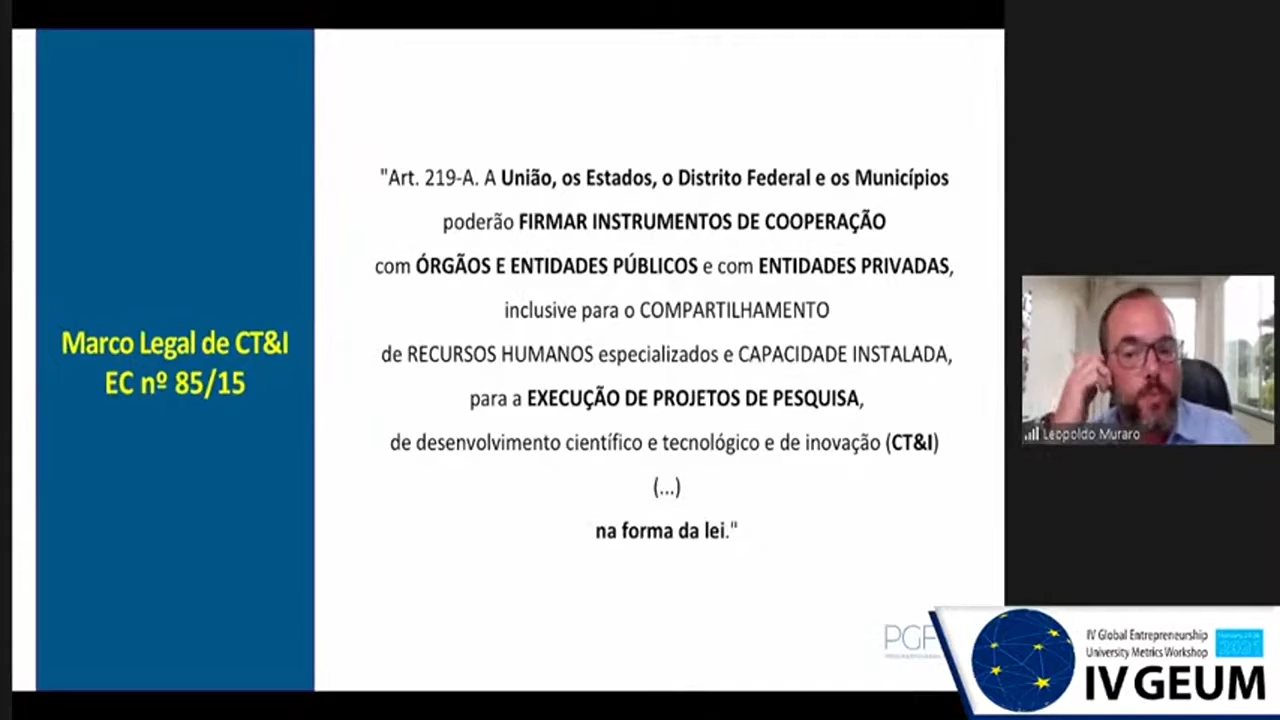 Marco Legal de CT&I
EC nº 85/15
"Art. 219-A. A União, os Estados, o Distrito Federal e os Municípios
poderão FIRMAR INSTRUMENTOS DE COOPERAÇÃO
com ÓRGÃOS E ENTIDADES PÚBLICOS e com ENTIDADES PRIVADAS,
inclusive para o COMPARTILHAMENTO
de RECURSOS HUMANOS especializados e CAPACIDADE INSTALADA,
para a EXECUÇÃO DE PROJETOS DE PESQUISA,
de desenvolvimento científico e tecnológico e de inovação (CT&I)
(...)
na forma da lei."
Leopoldo Muraro
IV Global Entrepreneurship
University Metrics Workshop
IV GEUM